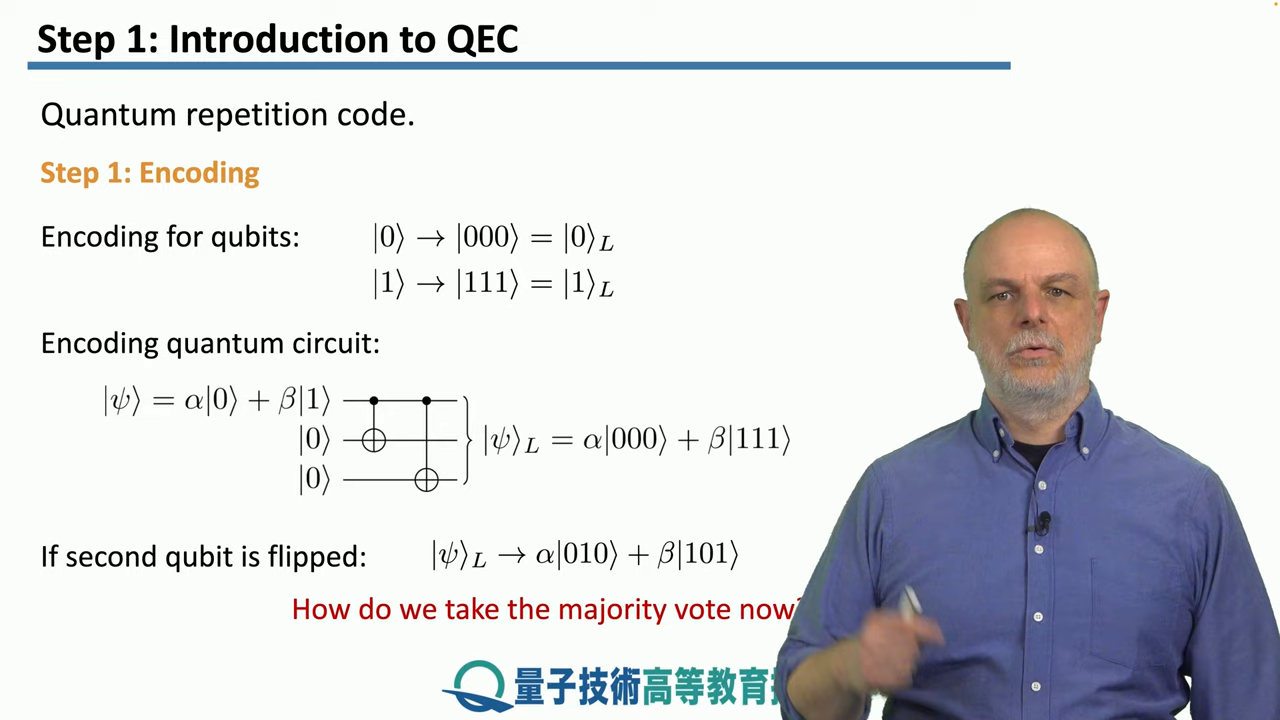 Step 1: Introduction to QEC
Quantum repetition code.
Step 1: Encoding
Encoding for qubits: |0⟩ → |000⟩ = |0⟩_L
|1⟩ → |111⟩ = |1⟩_L
Encoding quantum circuit:
|ψ⟩ = α|0⟩ + β|1⟩
|0⟩ |ψ⟩_L = α|000⟩ + β|111⟩
|0⟩
If second qubit is flipped: |ψ⟩_L → α|010⟩ + β|101⟩
How do we take the majority vote now?
量子技術高等教育